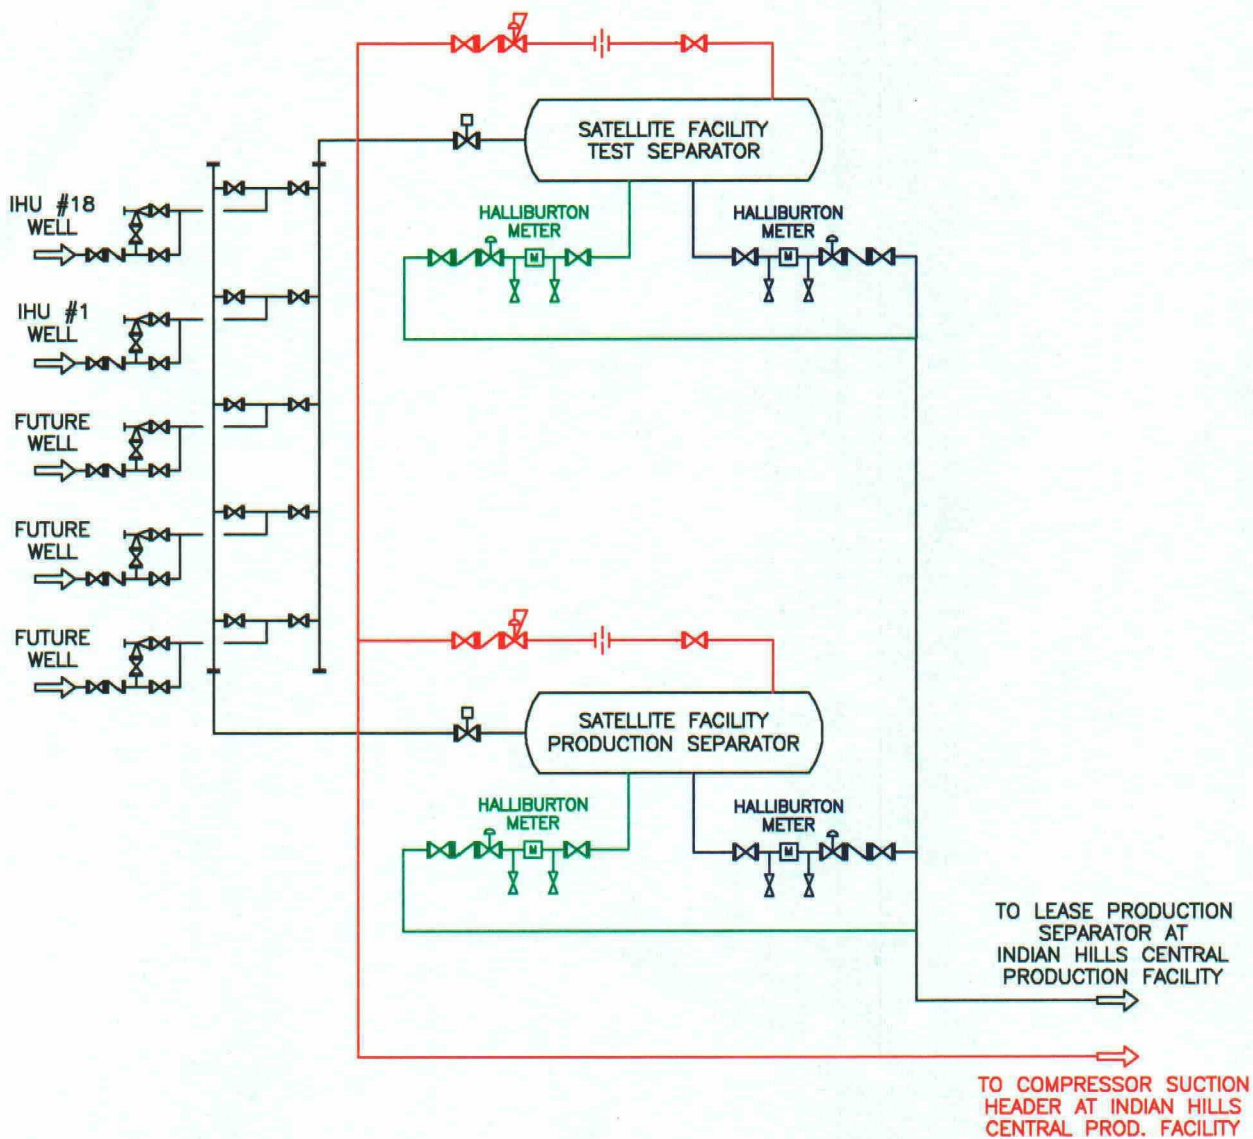 SATELLITE FACILITY
TEST SEPARATOR
IHU #18
WELL
HALLIBURTON
METER
M
HALLIBURTON
METER
M
IHU #1
WELL
FUTURE
WELL
FUTURE
WELL
FUTURE
WELL
SATELLITE FACILITY
PRODUCTION SEPARATOR
HALLIBURTON
METER
M
HALLIBURTON
METER
M
TO LEASE PRODUCTION
SEPARATOR AT
INDIAN HILLS CENTRAL
PRODUCTION FACILITY
TO COMPRESSOR SUCTION
HEADER AT INDIAN HILLS
CENTRAL PROD. FACILITY